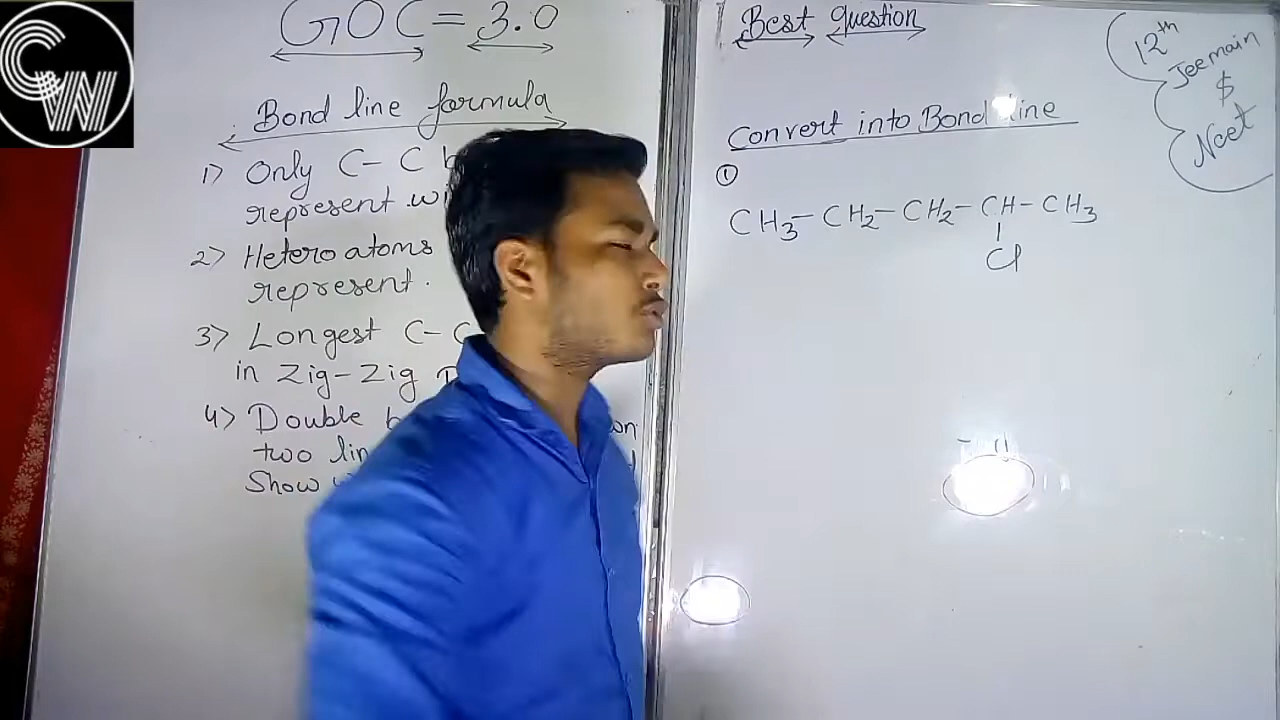 CW
GOC = 3.0
Bond line formula
1) Only C-C
represent
2) Hetero atoms
represent.
3) Longest C-C
in Zig-Zig
4) Double
two
Show
Best question
12th
Jee main
$
Neet
Convert into Bond line
①
CH₃-CH₂-CH₂-CH-CH₃
|
Cl